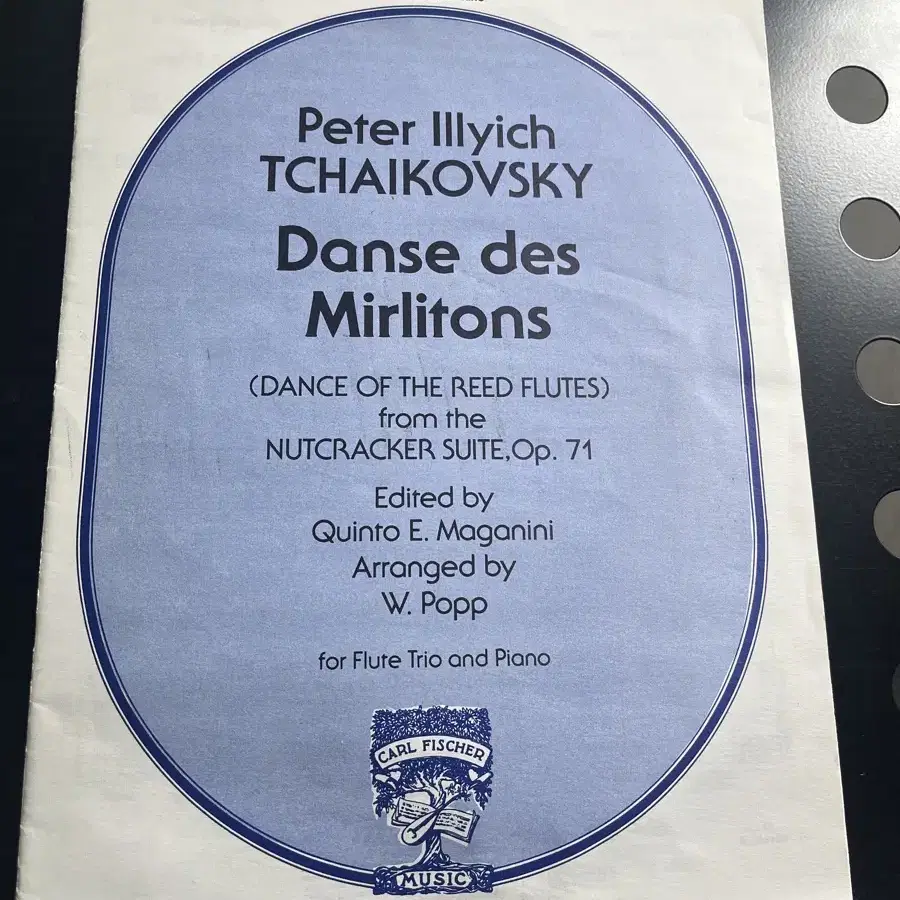 Peter Illyich
TCHAIKOVSKY
Danse des
Mirlitons
(DANCE OF THE REED FLUTES)
from the
NUTCRACKER SUITE,Op. 71
Edited by
Quinto E. Maganini
Arranged by
W. Popp
for Flute Trio and Piano
CARL FISCHER
MUSIC